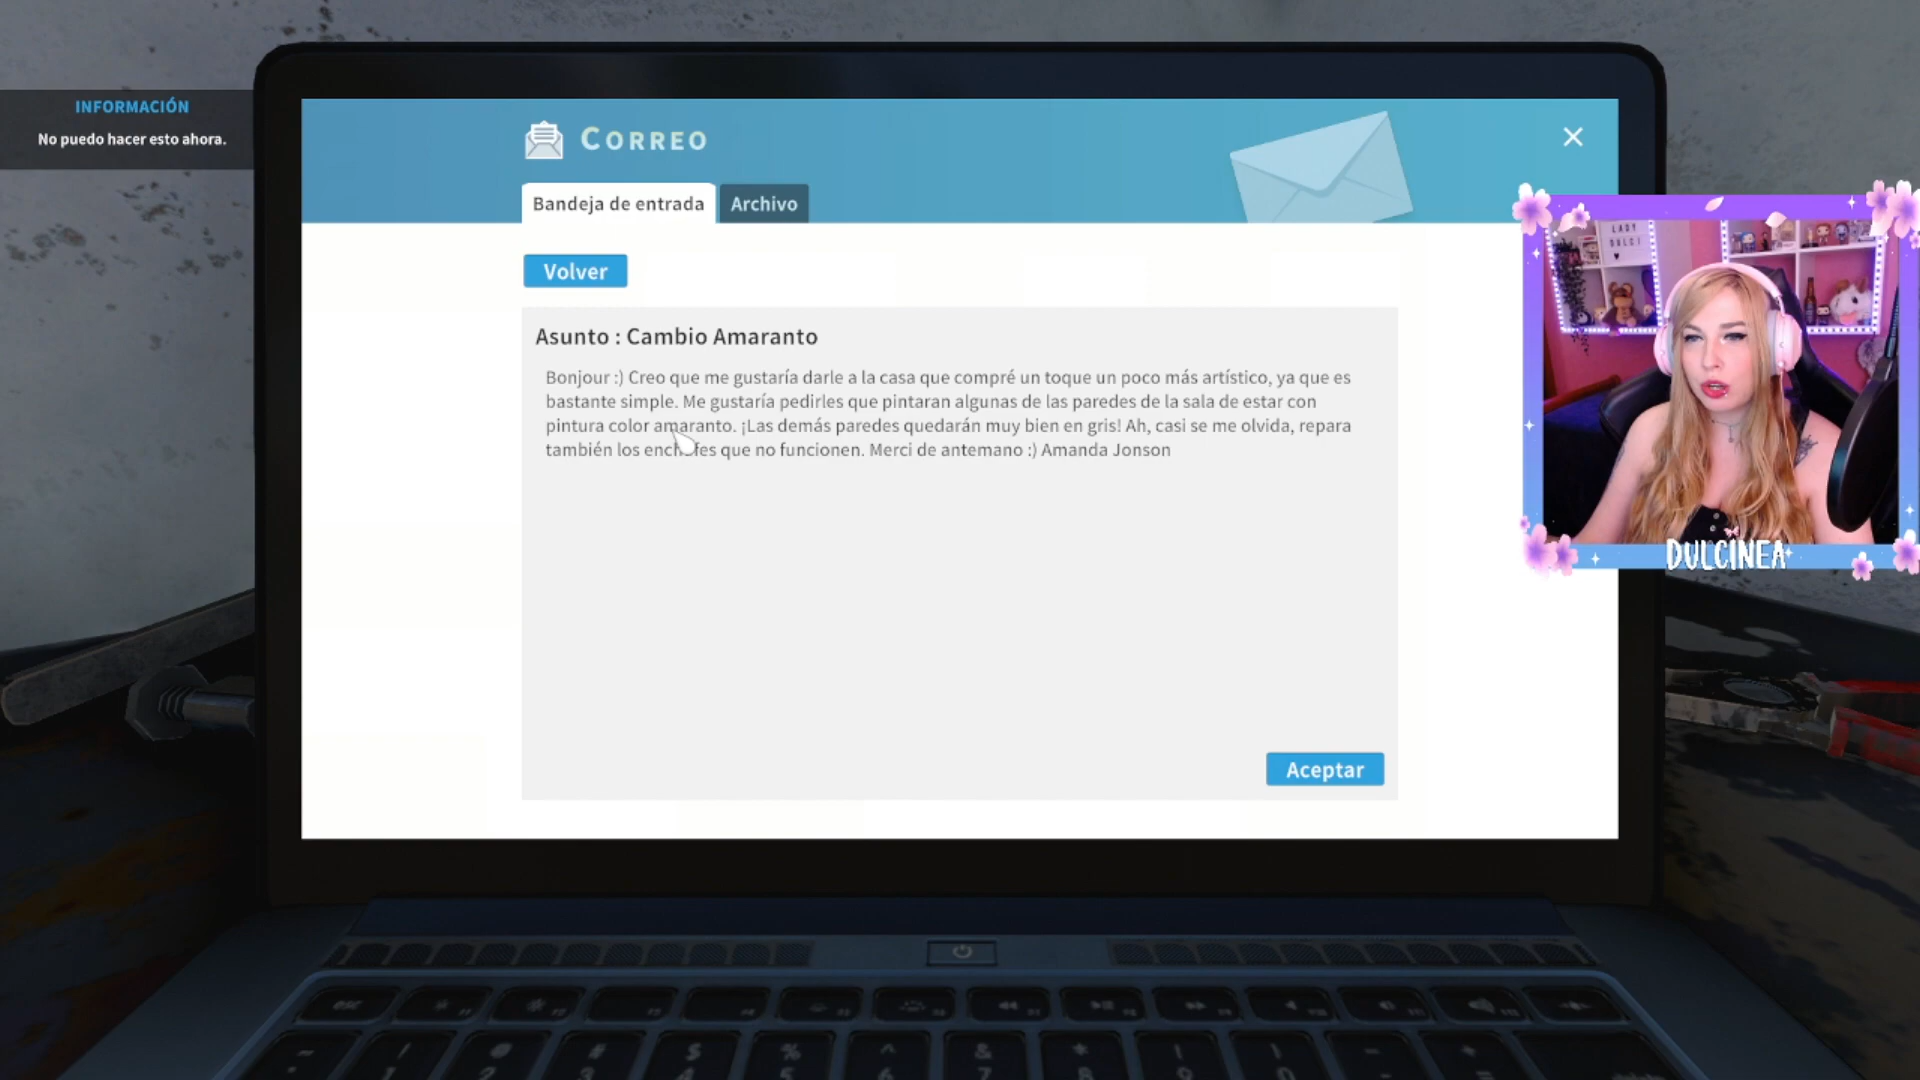 INFORMACIÓN
No puedo hacer esto ahora.
CORREO
Bandeja de entrada
Archivo
Volver
Asunto : Cambio Amaranto
Bonjour :) Creo que me gustaría darle a la casa que compré un toque un poco más artístico, ya que es
bastante simple. Me gustaría pedirles que pintaran algunas de las paredes de la sala de estar con
pintura color amaranto. ¡Las demás paredes quedarán muy bien en gris! Ah, casi se me olvida, repara
también los enchufes que no funcionen. Merci de antemano :) Amanda Jonson
Aceptar
LADY
DULCI
DULCINEA
esc